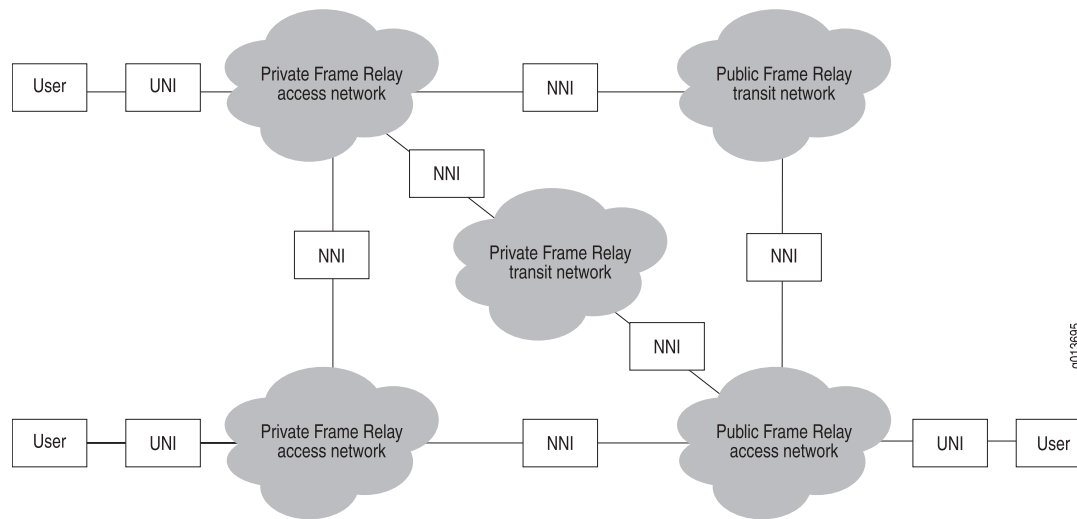 User
UNI
Private Frame Relay
access network
NNI
Public Frame Relay
transit network
NNI
NNI
Private Frame Relay
transit network
NNI
NNI
g013695
User
UNI
Private Frame Relay
access network
NNI
Public Frame Relay
access network
UNI
User